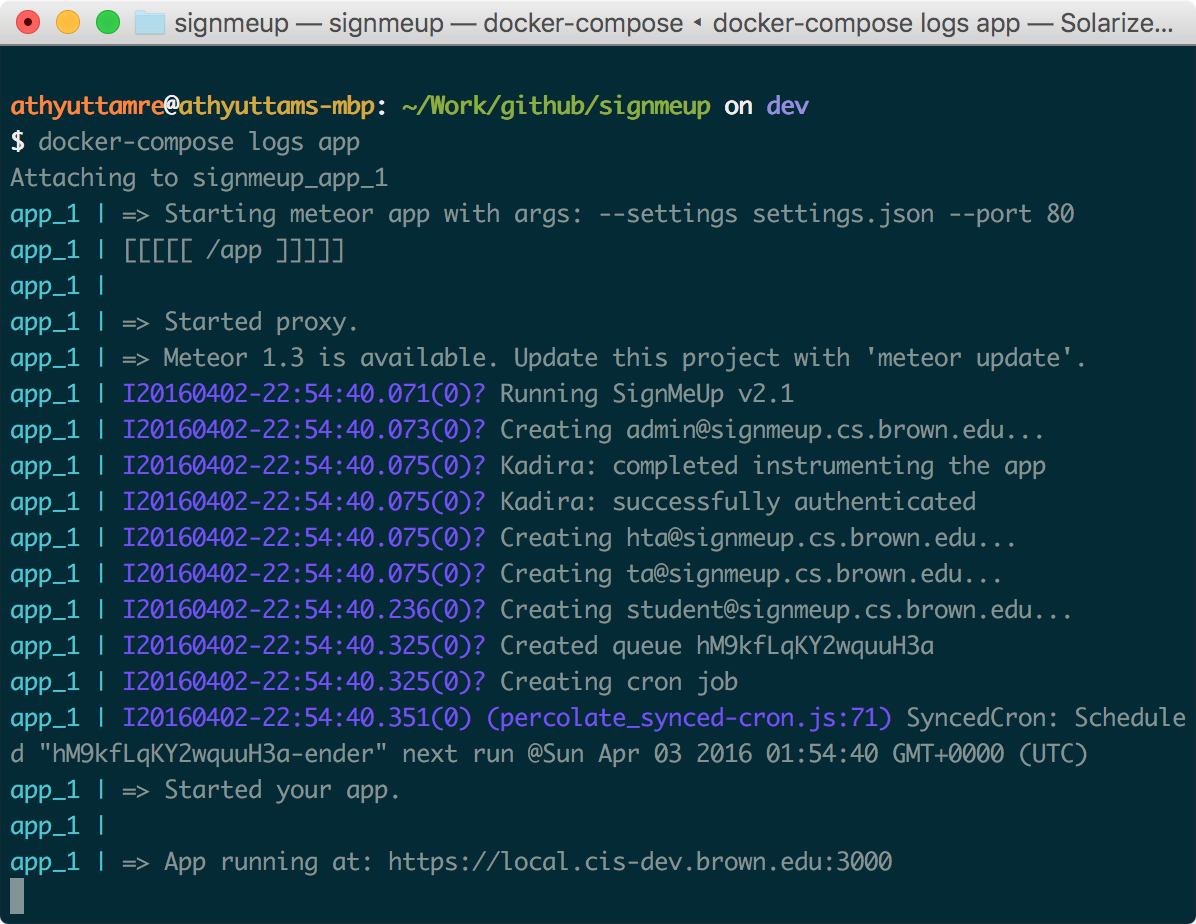 signmeup — signmeup — docker-compose ◂ docker-compose logs app — Solarize...
athyuttamre@athyuttams-mbp: ~/Work/github/signmeup on dev
$ docker-compose logs app
Attaching to signmeup_app_1
app_1 | => Starting meteor app with args: --settings settings.json --port 80
app_1 | [[[[[ /app ]]]]]
app_1 |
app_1 | => Started proxy.
app_1 | => Meteor 1.3 is available. Update this project with 'meteor update'.
app_1 | I20160402-22:54:40.071(0)? Running SignMeUp v2.1
app_1 | I20160402-22:54:40.073(0)? Creating admin@signmeup.cs.brown.edu...
app_1 | I20160402-22:54:40.075(0)? Kadira: completed instrumenting the app
app_1 | I20160402-22:54:40.075(0)? Kadira: successfully authenticated
app_1 | I20160402-22:54:40.075(0)? Creating hta@signmeup.cs.brown.edu...
app_1 | I20160402-22:54:40.075(0)? Creating ta@signmeup.cs.brown.edu...
app_1 | I20160402-22:54:40.236(0)? Creating student@signmeup.cs.brown.edu...
app_1 | I20160402-22:54:40.325(0)? Created queue hM9kfLqKY2wquuH3a
app_1 | I20160402-22:54:40.325(0)? Creating cron job
app_1 | I20160402-22:54:40.351(0) (percolate_synced-cron.js:71) SyncedCron: Schedule
d "hM9kfLqKY2wquuH3a-ender" next run @Sun Apr 03 2016 01:54:40 GMT+0000 (UTC)
app_1 | => Started your app.
app_1 |
app_1 | => App running at: https://local.cis-dev.brown.edu:3000